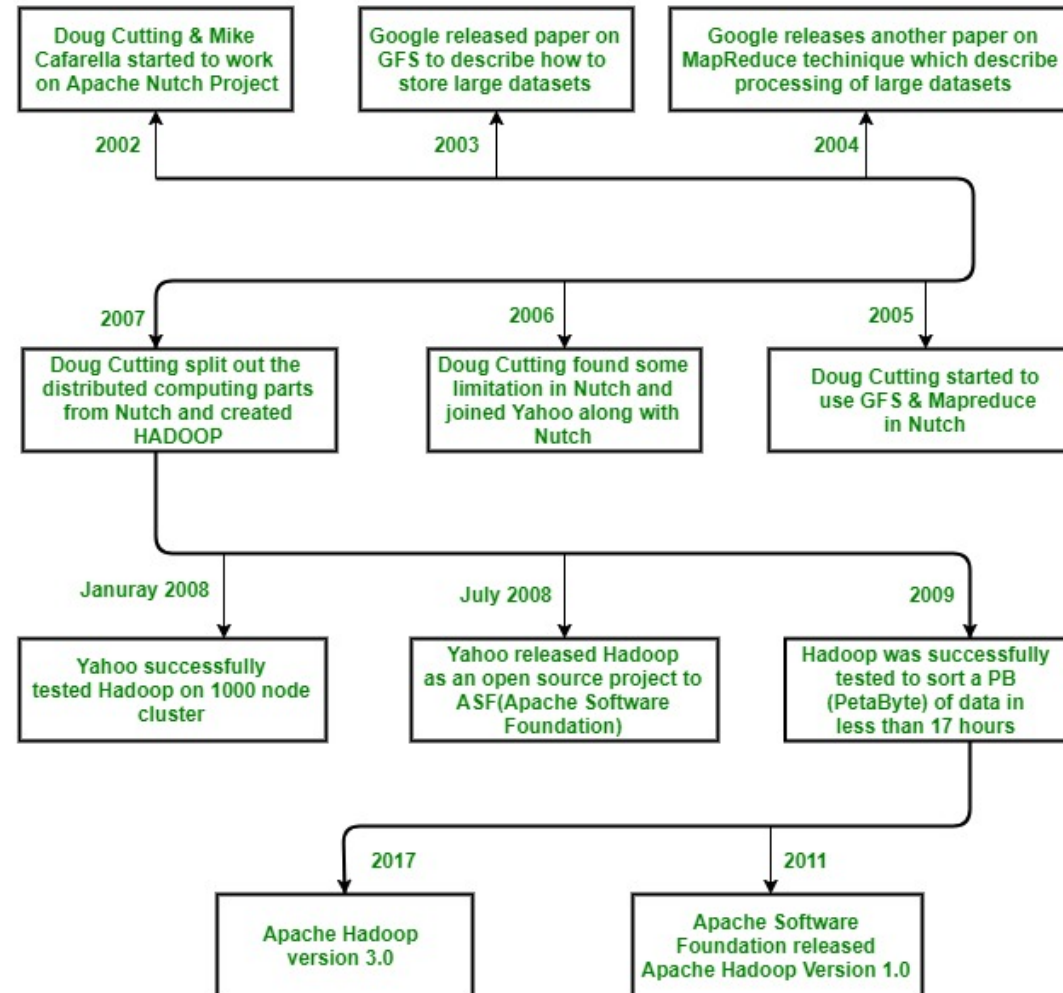 Doug Cutting & Mike
Cafarella started to work
on Apache Nutch Project
Google released paper on
GFS to describe how to
store large datasets
Google releases another paper on
MapReduce techinique which describe
processing of large datasets
2002
2003
2004
2007
2006
2005
Doug Cutting split out the
distributed computing parts
from Nutch and created
HADOOP
Doug Cutting found some
limitation in Nutch and
joined Yahoo along with
Nutch
Doug Cutting started to
use GFS & Mapreduce
in Nutch
Januray 2008
July 2008
2009
Yahoo successfully
tested Hadoop on 1000 node
cluster
Yahoo released Hadoop
as an open source project to
ASF(Apache Software
Foundation)
Hadoop was successfully
tested to sort a PB
(PetaByte) of data in
less than 17 hours
2017
2011
Apache Hadoop
version 3.0
Apache Software
Foundation released
Apache Hadoop Version 1.0